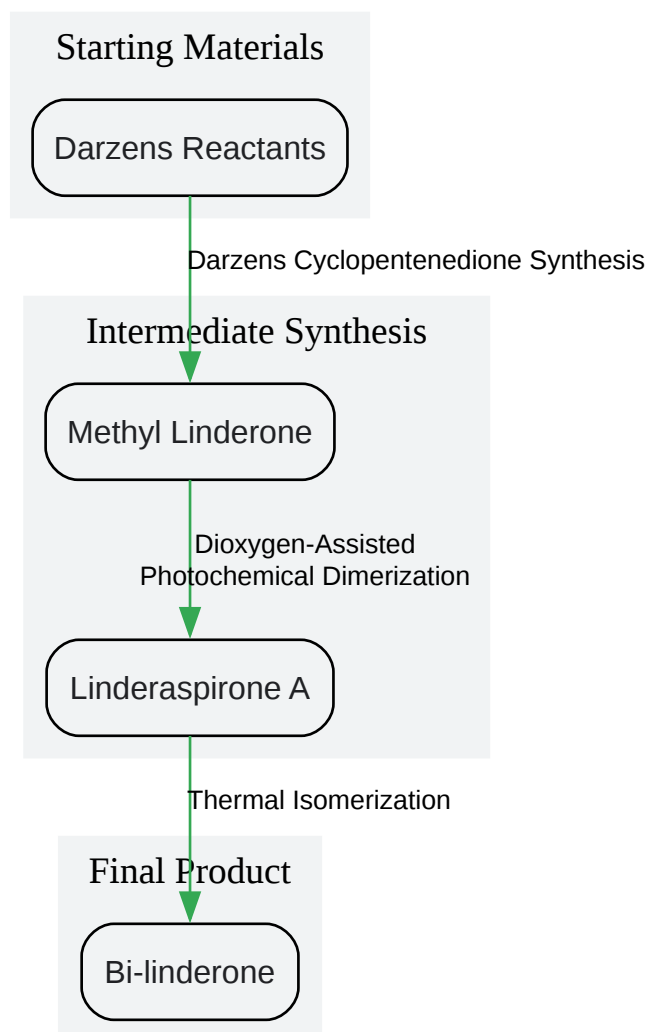 Starting Materials
Darzens Reactants
Darzens Cyclopentenedione Synthesis
Intermediate Synthesis
Methyl Linderone
Dioxygen-Assisted
Photochemical Dimerization
Linderaspirone A
Thermal Isomerization
Final Product
Bi-linderone